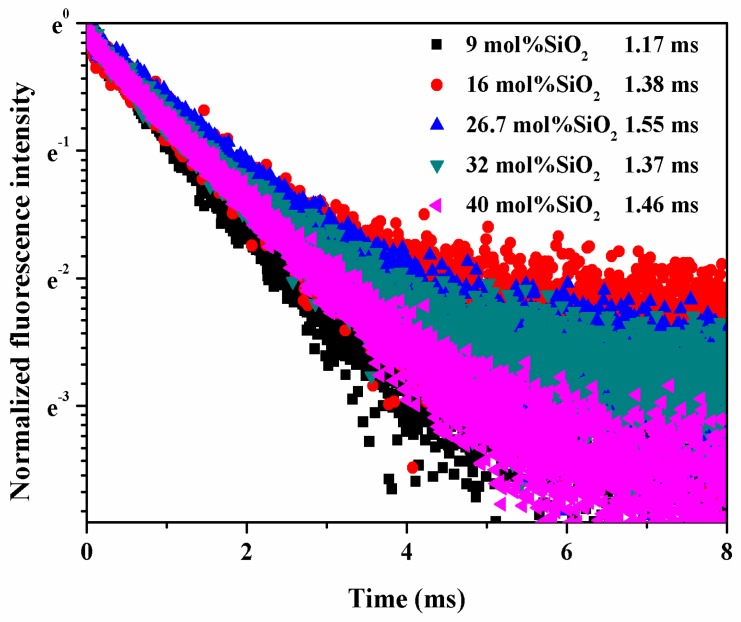 Normalized fluorescence intensity
e⁰
e⁻¹
e⁻²
e⁻³
9 mol%SiO₂ 1.17 ms
16 mol%SiO₂ 1.38 ms
26.7 mol%SiO₂ 1.55 ms
32 mol%SiO₂ 1.37 ms
40 mol%SiO₂ 1.46 ms
0 2 4 6 8
Time (ms)